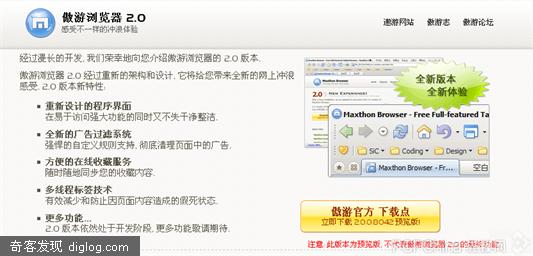 傲游浏览器 2.0
感受不一样的冲浪体验
遨游网站 傲游志 傲游论坛
经过漫长的开发, 我们荣幸地向您介绍傲游浏览器的 2.0 版本.
傲游浏览器 2.0 经过重新的架构和设计, 它将给您带来全新的网上冲浪
感受. 2.0 版本新特性:
重新设计的程序界面
在易于访问强大功能的同时又不失干净整洁.
全新的广告过滤系统
强悍的自定义规则支持, 彻底清理页面中的广告.
方便的在线收藏服务
随时随地同步您的收藏内容.
多线程标签技术
有效减少和防止因页面内容造成的假死状态.
更多功能...
2.0 版本依然处于开发阶段, 更多功能敬请期待.
全新版本
全新体验
2.0
New Experience!
Maxthon Browser - Free Full-featured Ta
SiC Coding Design
Maxthon Browser - Fr... 空白
傲游官方 下载点
立即下载 2.0.0.8042 预览版!
注意: 此版本为预览版, 不代表傲游浏览器 2.0 的最终功能.
奇客发现 diglog.com